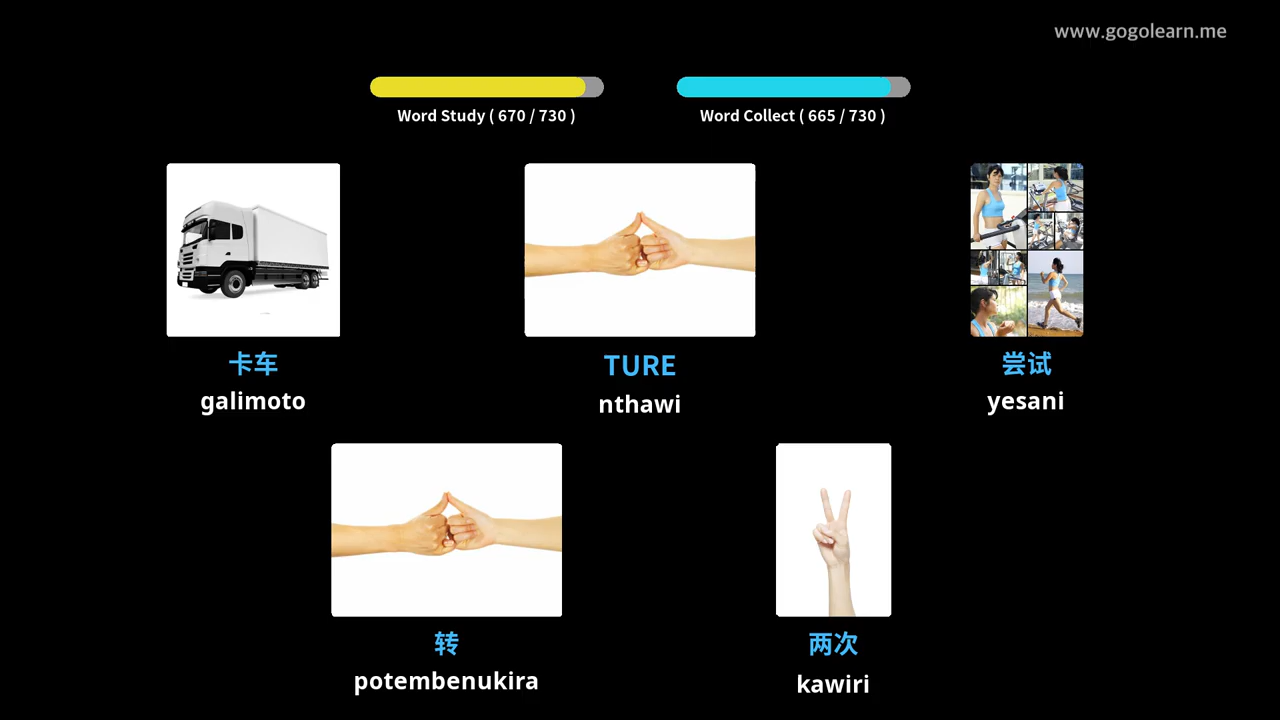 www.gogolearn.me
Word Study ( 670 / 730 )
Word Collect ( 665 / 730 )
卡车
galimoto
TURE
nthawi
尝试
yesani
转
potembenukira
两次
kawiri